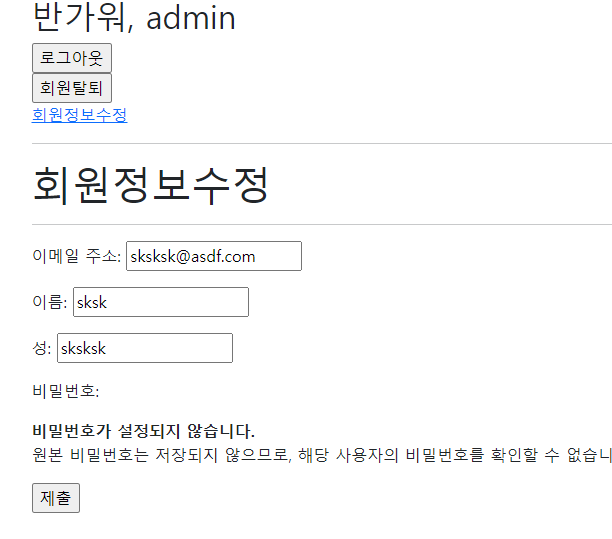 반가워, admin
로그아웃
회원탈퇴
회원정보수정
회원정보수정
이메일 주소: sksksk@asdf.com
이름: sksk
성: sksksk
비밀번호:
비밀번호가 설정되지 않습니다.
원본 비밀번호는 저장되지 않으므로, 해당 사용자의 비밀번호를 확인할 수
제출